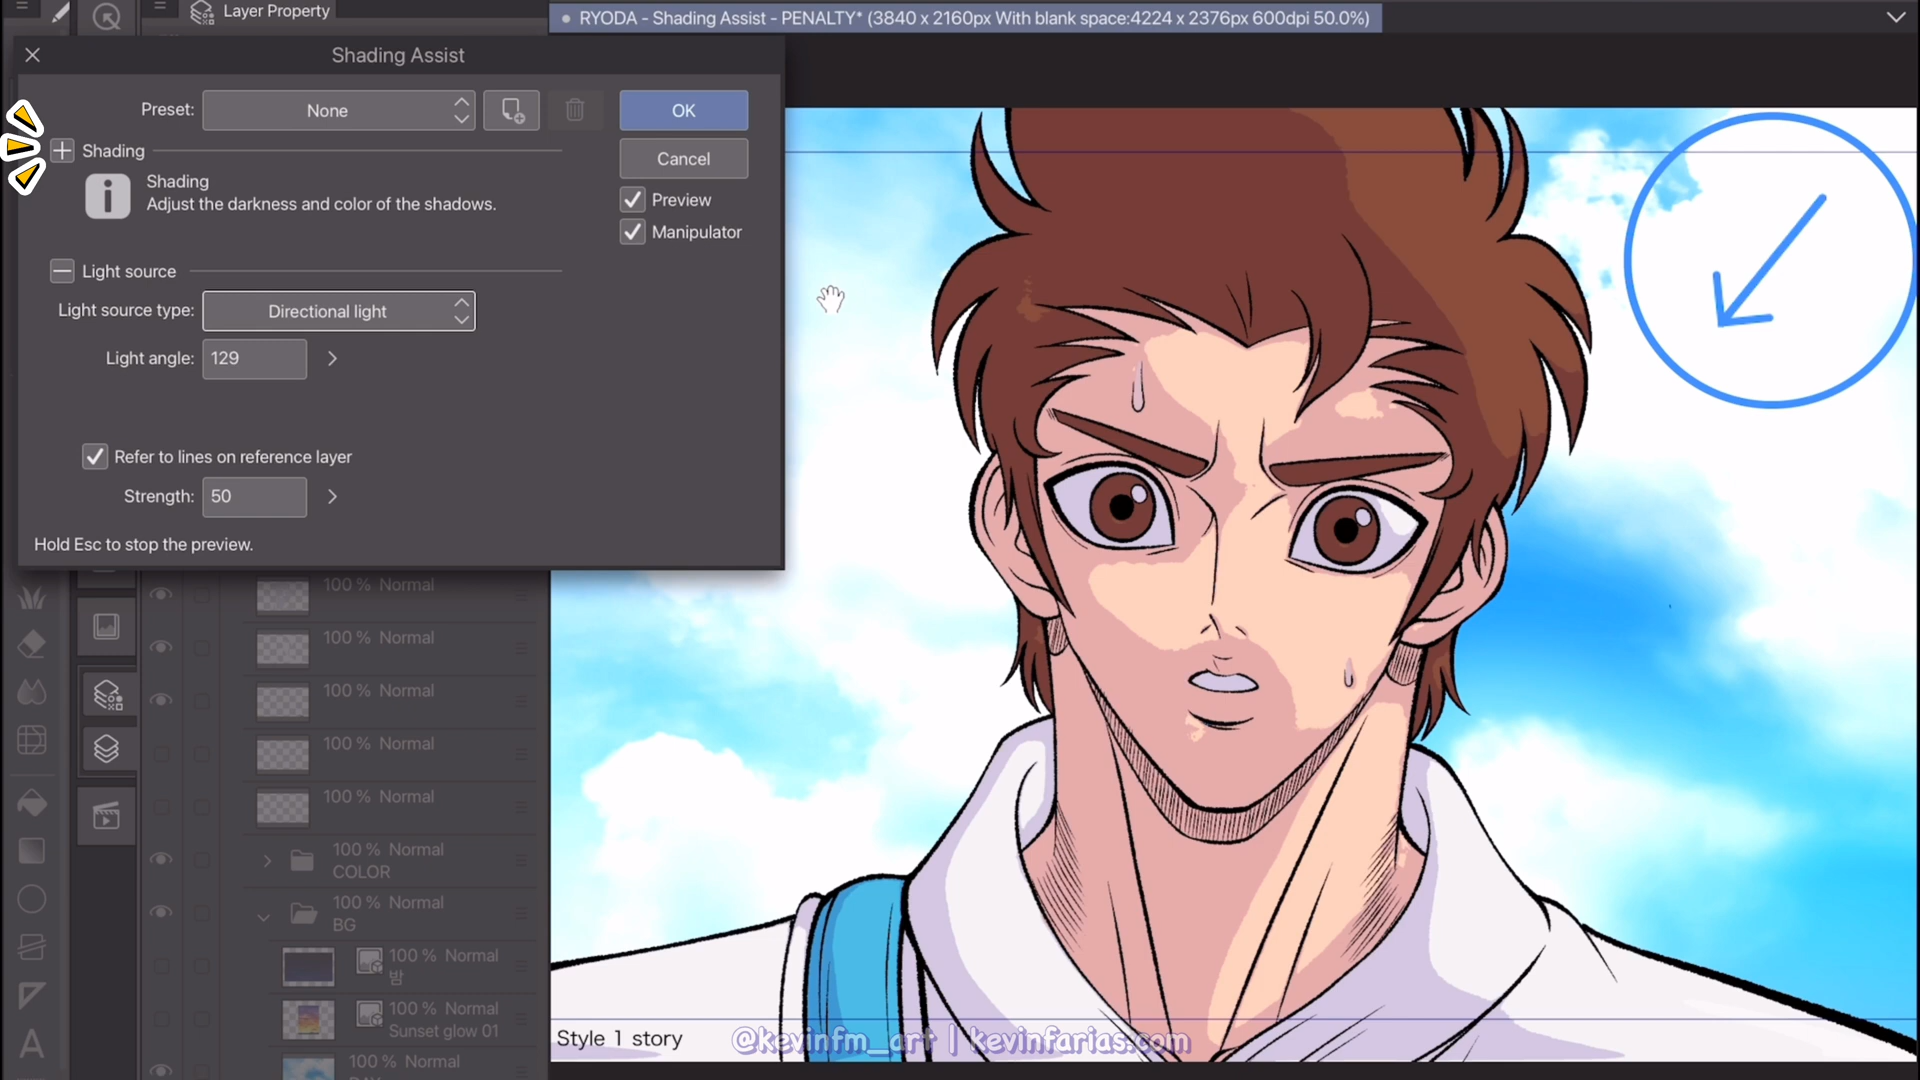 Layer Property
RYODA - Shading Assist - PENALTY* (3840 x 2160px With blank space:4224 x 2376px 600dpi 50.0%)
Shading Assist
Preset:
None
OK
Shading
Cancel
Shading
Adjust the darkness and color of the shadows.
Preview
Manipulator
Light source
Light source type:
Directional light
Light angle:
129
Refer to lines on reference layer
Strength:
50
Hold Esc to stop the preview.
100 % Normal
100 % Normal
100 % Normal
100 % Normal
100 % Normal
100 % Normal
COLOR
100 % Normal
BG
100 % Normal
밤
100 % Normal
Sunset glow 01
100 % Normal
Style 1 story
@kevinfm_art | kevinfarias.com